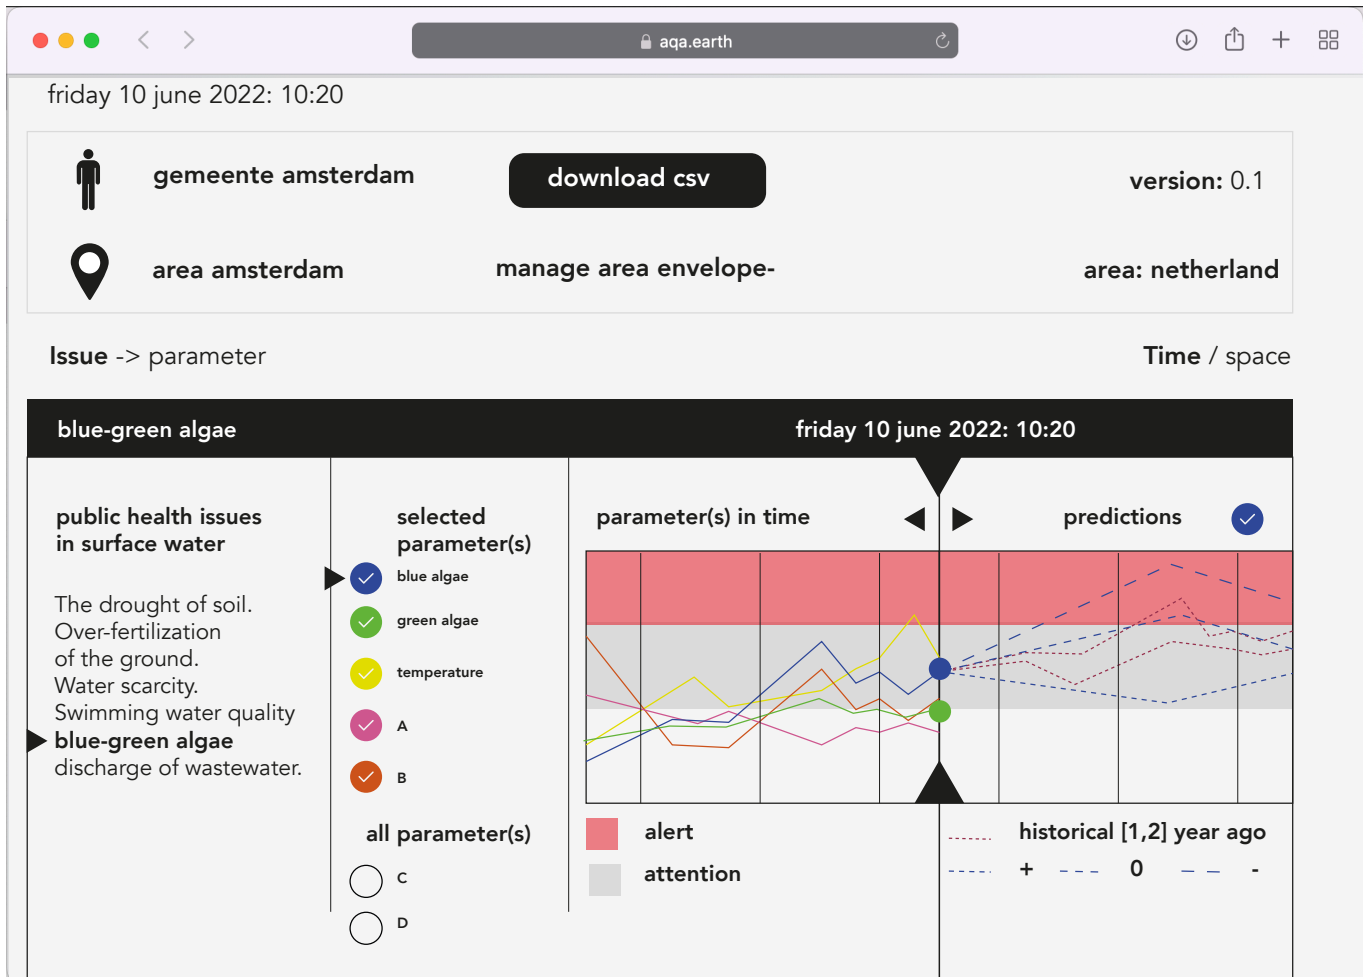 aqa.earth
friday 10 june 2022: 10:20
gemeente amsterdam
download csv
version: 0.1
area amsterdam
manage area envelope-
area: netherland
Issue -> parameter
Time / space
blue-green algae
friday 10 june 2022: 10:20
public health issues
in surface water
The drought of soil.
Over-fertilization
of the ground.
Water scarcity.
Swimming water quality
blue-green algae
discharge of wastewater.
selected
parameter(s)
blue algae
green algae
temperature
A
B
all parameter(s)
C
D
parameter(s) in time
predictions
alert
attention
historical [1,2] year ago
+ 0 -